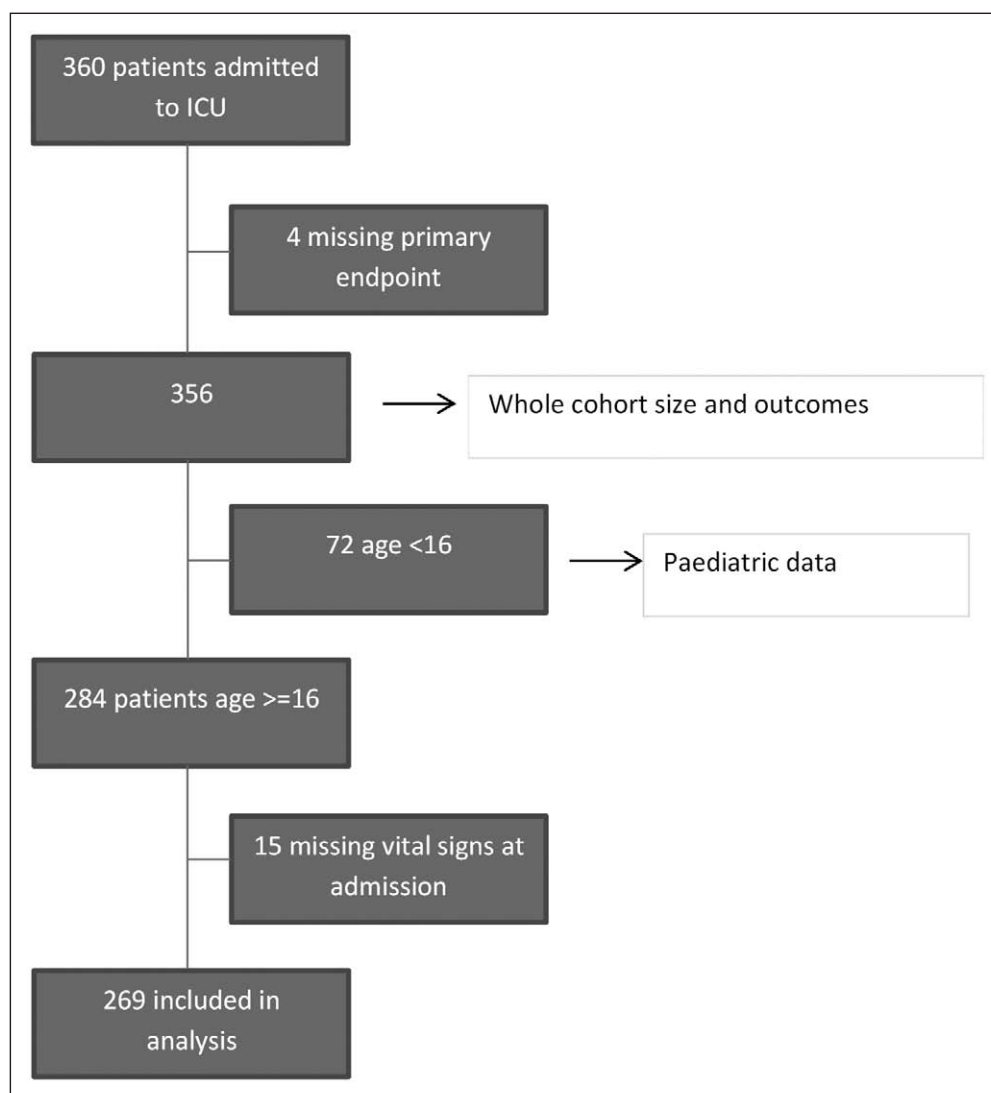 360 patients admitted
to ICU
4 missing primary
endpoint
356
Whole cohort size and outcomes
72 age <16
Paediatric data
284 patients age >=16
15 missing vital signs at
admission
269 included in
analysis